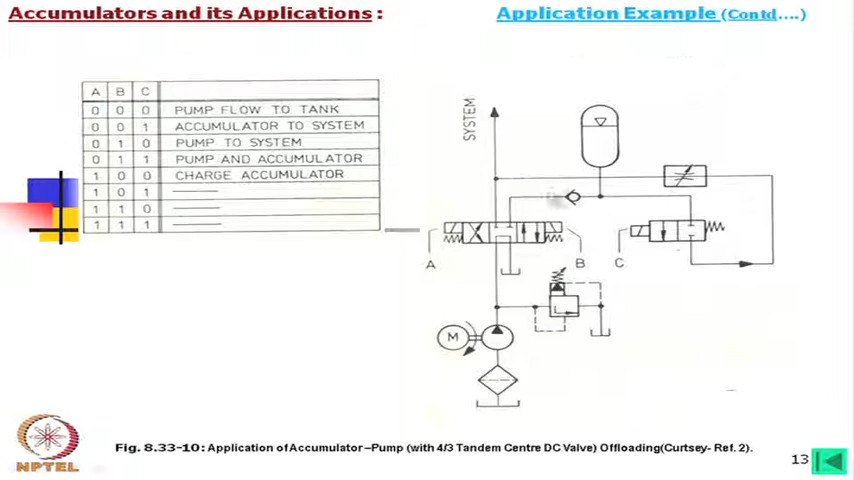 Accumulators and its Applications :
Application Example (Contd....)
A B C
0 0 0 PUMP FLOW TO TANK
0 0 1 ACCUMULATOR TO SYSTEM
0 1 0 PUMP TO SYSTEM
0 1 1 PUMP AND ACCUMULATOR
1 0 0 CHARGE ACCUMULATOR
1 0 1
1 1 0
1 1 1
SYSTEM
A
B
C
M
Fig. 8.33-10: Application of Accumulator–Pump (with 4/3 Tandem Centre DC Valve) Offloading(Curtsey- Ref. 2).
NPTEL
13